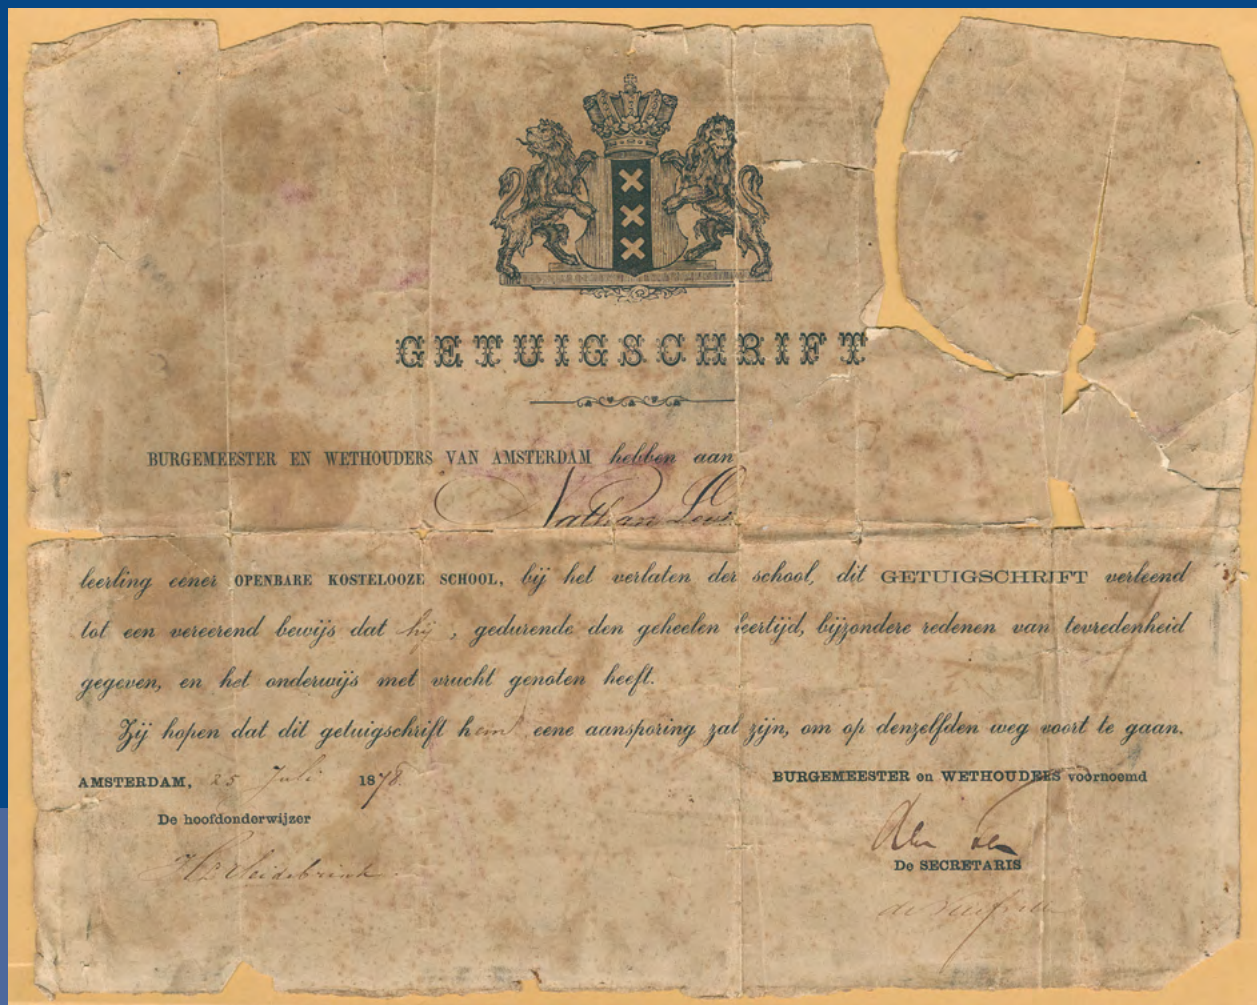 GETUIGSCHRIFT
BURGEMEESTER EN WETHOUDERS VAN AMSTERDAM hebben aan
Nathan Levi
leerling eener OPENBARE KOSTELOOZE SCHOOL, bij het verlaten der school, dit GETUIGSCHRIFT verleend
tot een vereerend bewijs dat hij, gedurende den geheelen leertijd, bijzondere redenen van tevredenheid
gegeven, en het onderwijs met vrucht genoten heeft.
Zij hopen dat dit getuigschrift hem eene aansporing zal zijn, om op denzelfden weg voort te gaan.
AMSTERDAM, 25 Juli 1878
BURGEMEESTER en WETHOUDERS voornoemd
De hoofdonderwijzer
Den Tex
De SECRETARIS